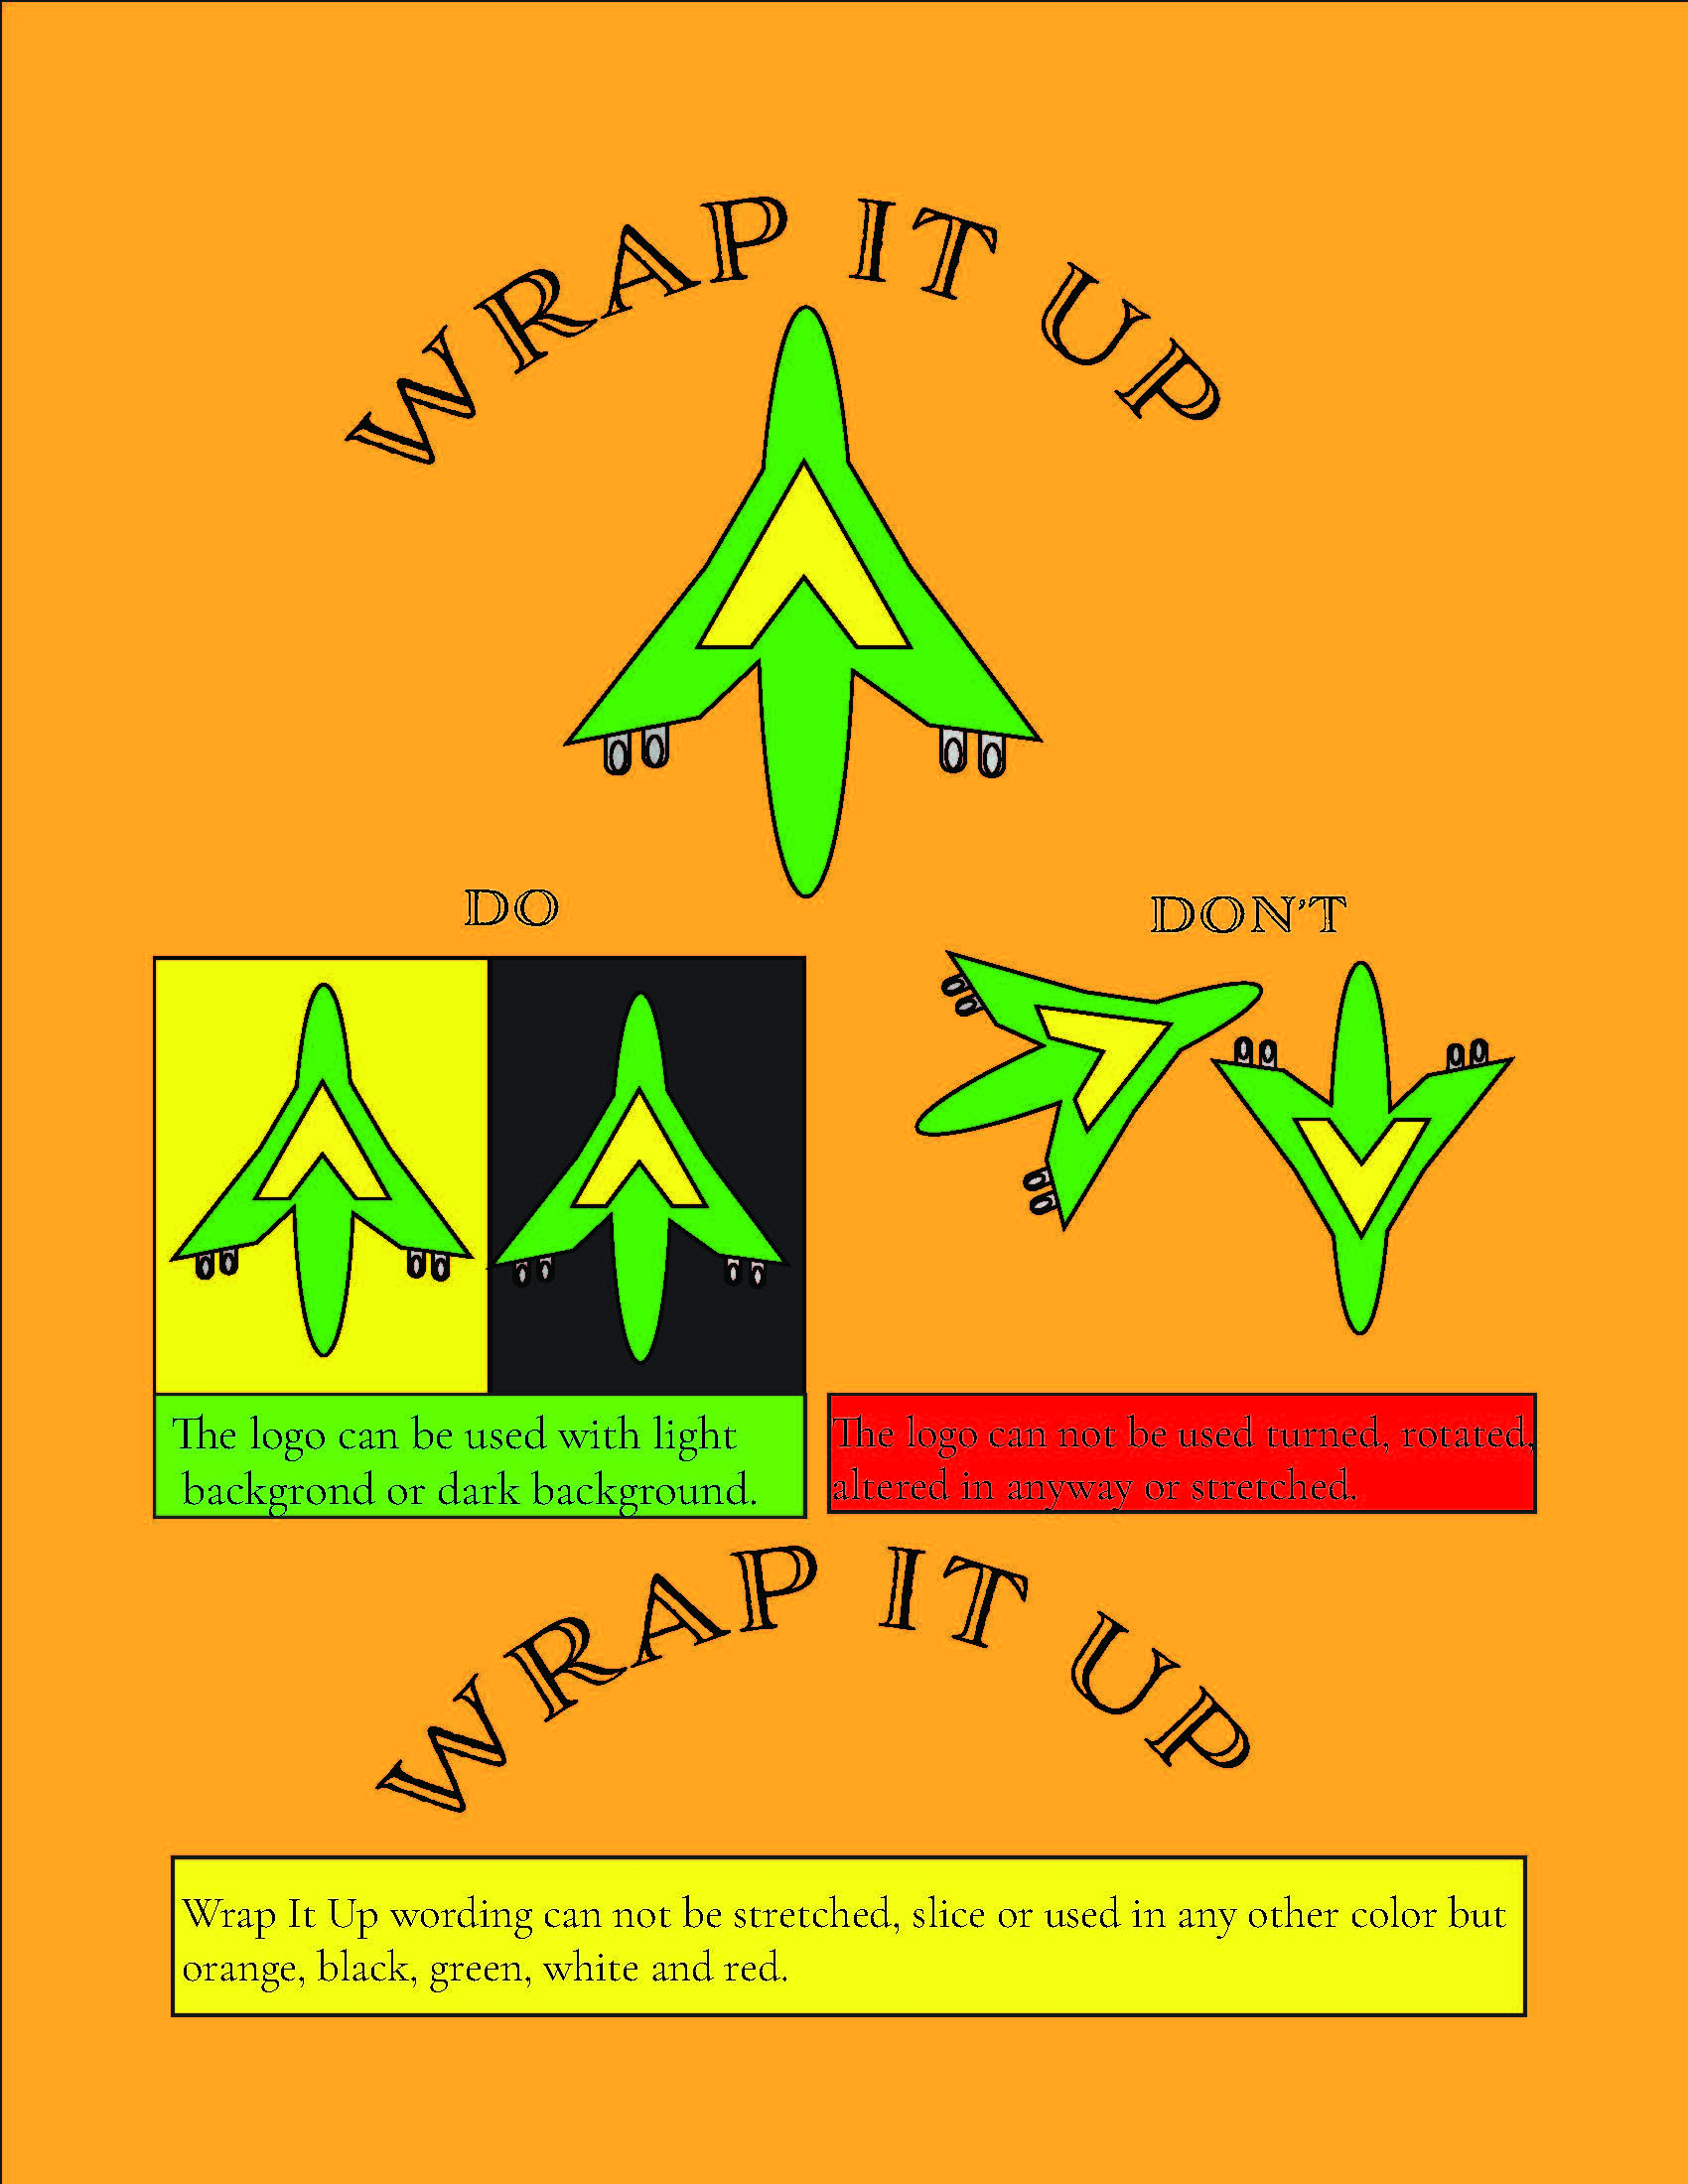 WRAP IT UP
DO
DON'T
The logo can be used with light
backgrond or dark background.
The logo can not be used turned, rotated,
altered in anyway or stretched.
WRAP IT UP
Wrap It Up wording can not be stretched, slice or used in any other color but
orange, black, green, white and red.